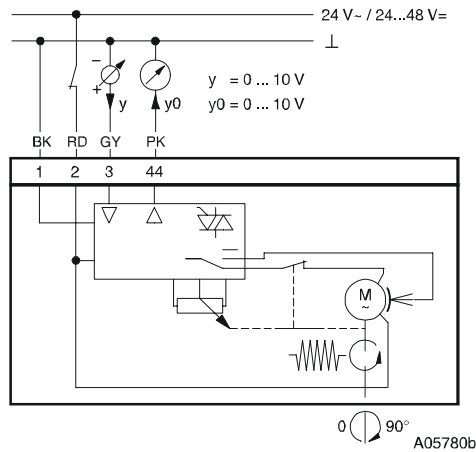 24 V~ / 24...48 V=
⊥
− + y
y0
y = 0 ... 10 V
y0 = 0 ... 10 V
BK RD GY PK
1 2 3 44
M
~
0 90°
A05780b